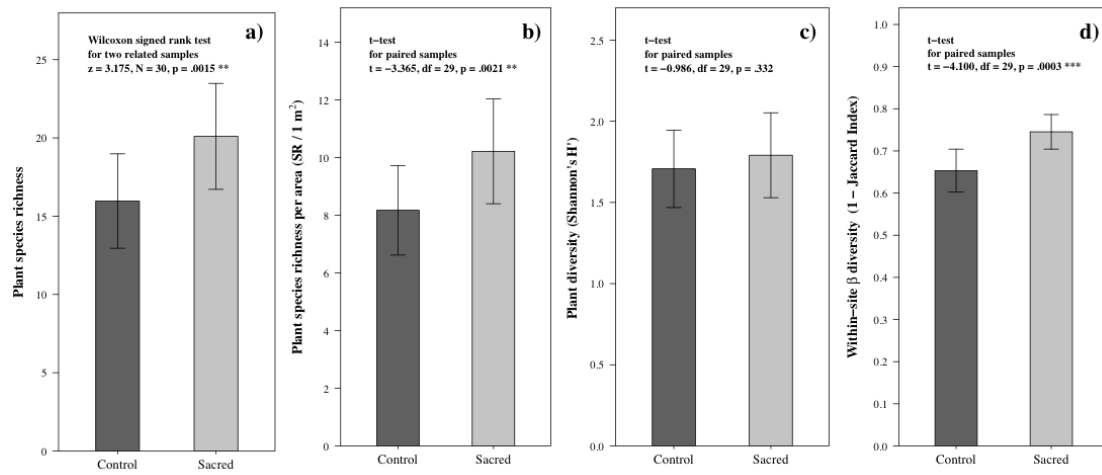 a)
Wilcoxon signed rank test
for two related samples
z = 3.175, N = 30, p = .0015 **
Plant species richness
25
20
15
10
5
0
Control Sacred
b)
t−test
for paired samples
t = −3.365, df = 29, p = .0021 **
Plant species richness per area (SR / 1 m²)
14
12
10
8
6
4
2
0
Control Sacred
c)
t−test
for paired samples
t = −0.986, df = 29, p = .332
Plant diversity (Shannon's H')
2.5
2.0
1.5
1.0
0.5
0.0
Control Sacred
d)
t−test
for paired samples
t = −4.100, df = 29, p = .0003 ***
Within−site β diversity (1 − Jaccard Index)
1.0
0.9
0.8
0.7
0.6
0.5
0.4
0.3
0.2
0.1
0.0
Control Sacred